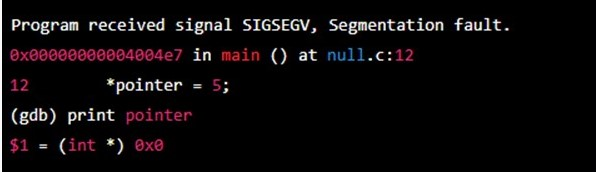 Program received signal SIGSEGV, Segmentation fault.
0x00000000004004e7 in main () at null.c:12
12 *pointer = 5;
(gdb) print pointer
$1 = (int *) 0x0